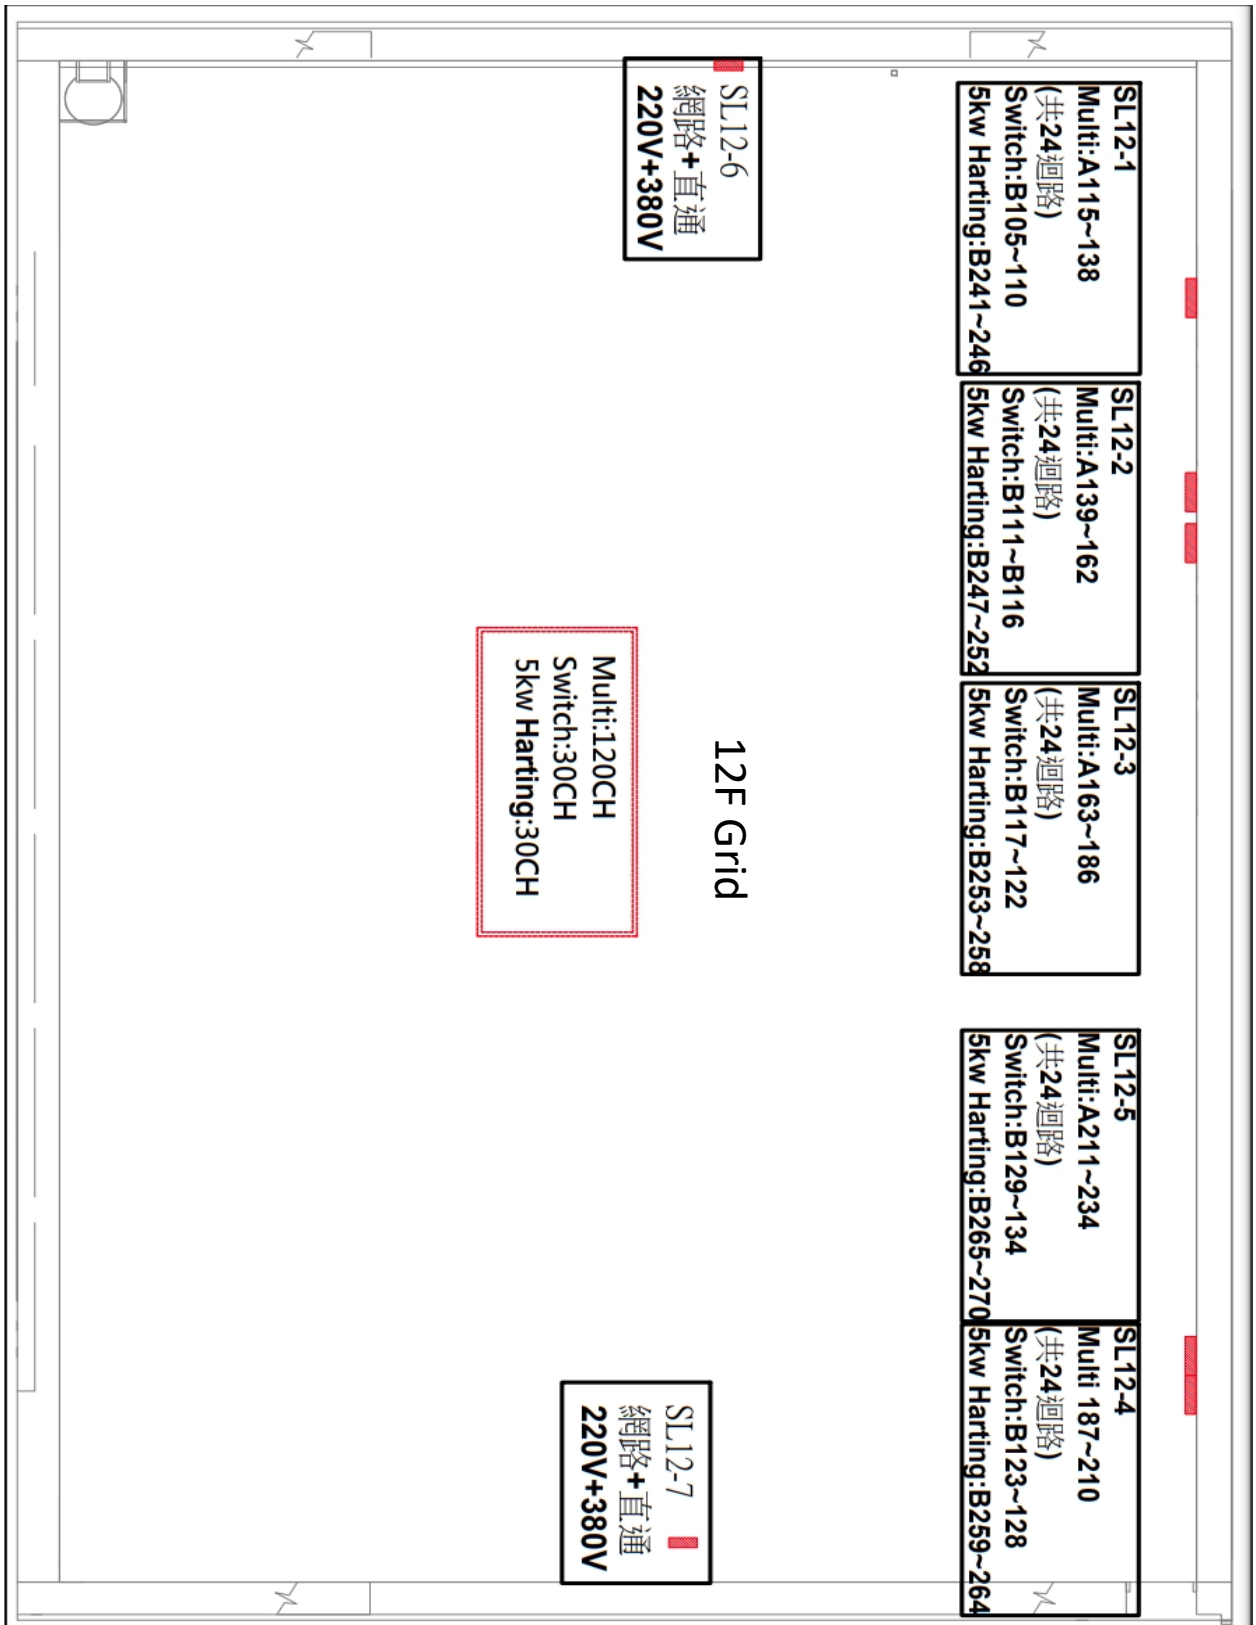 SL12-6
網路+直通
220V+380V
SL12-1
Multi:A115~138
(共24迴路)
Switch:B105~110
5kw Harting:B241~246
SL12-2
Multi:A139~162
(共24迴路)
Switch:B111~B116
5kw Harting:B247~252
SL12-3
Multi:A163~186
(共24迴路)
Switch:B117~122
5kw Harting:B253~258
SL12-5
Multi:A211~234
(共24迴路)
Switch:B129~134
5kw Harting:B265~270
SL12-4
Multi 187~210
(共24迴路)
Switch:B123~128
5kw Harting:B259~264
12F Grid
Multi:120CH
Switch:30CH
5kw Harting:30CH
SL12-7
網路+直通
220V+380V